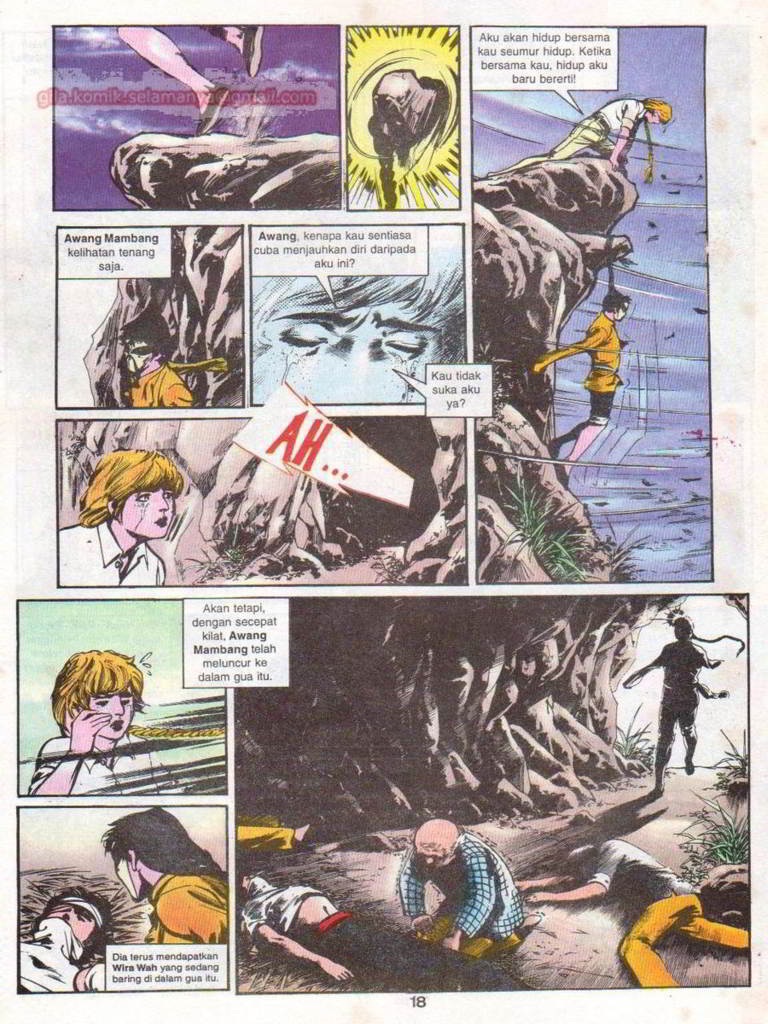 gila.komik.selamanya@gmail.com
Aku akan hidup bersama
kau seumur hidup. Ketika
bersama kau, hidup aku
baru bererti!
Awang Mambang
kelihatan tenang
saja.
Awang, kenapa kau sentiasa
cuba menjauhkan diri daripada
aku ini?
Kau tidak
suka aku
ya?
AH...
Akan tetapi,
dengan secepat
kilat, Awang
Mambang telah
meluncur ke
dalam gua itu.
Dia terus mendapatkan
Wira Wah yang sedang
baring di dalam gua itu.
18